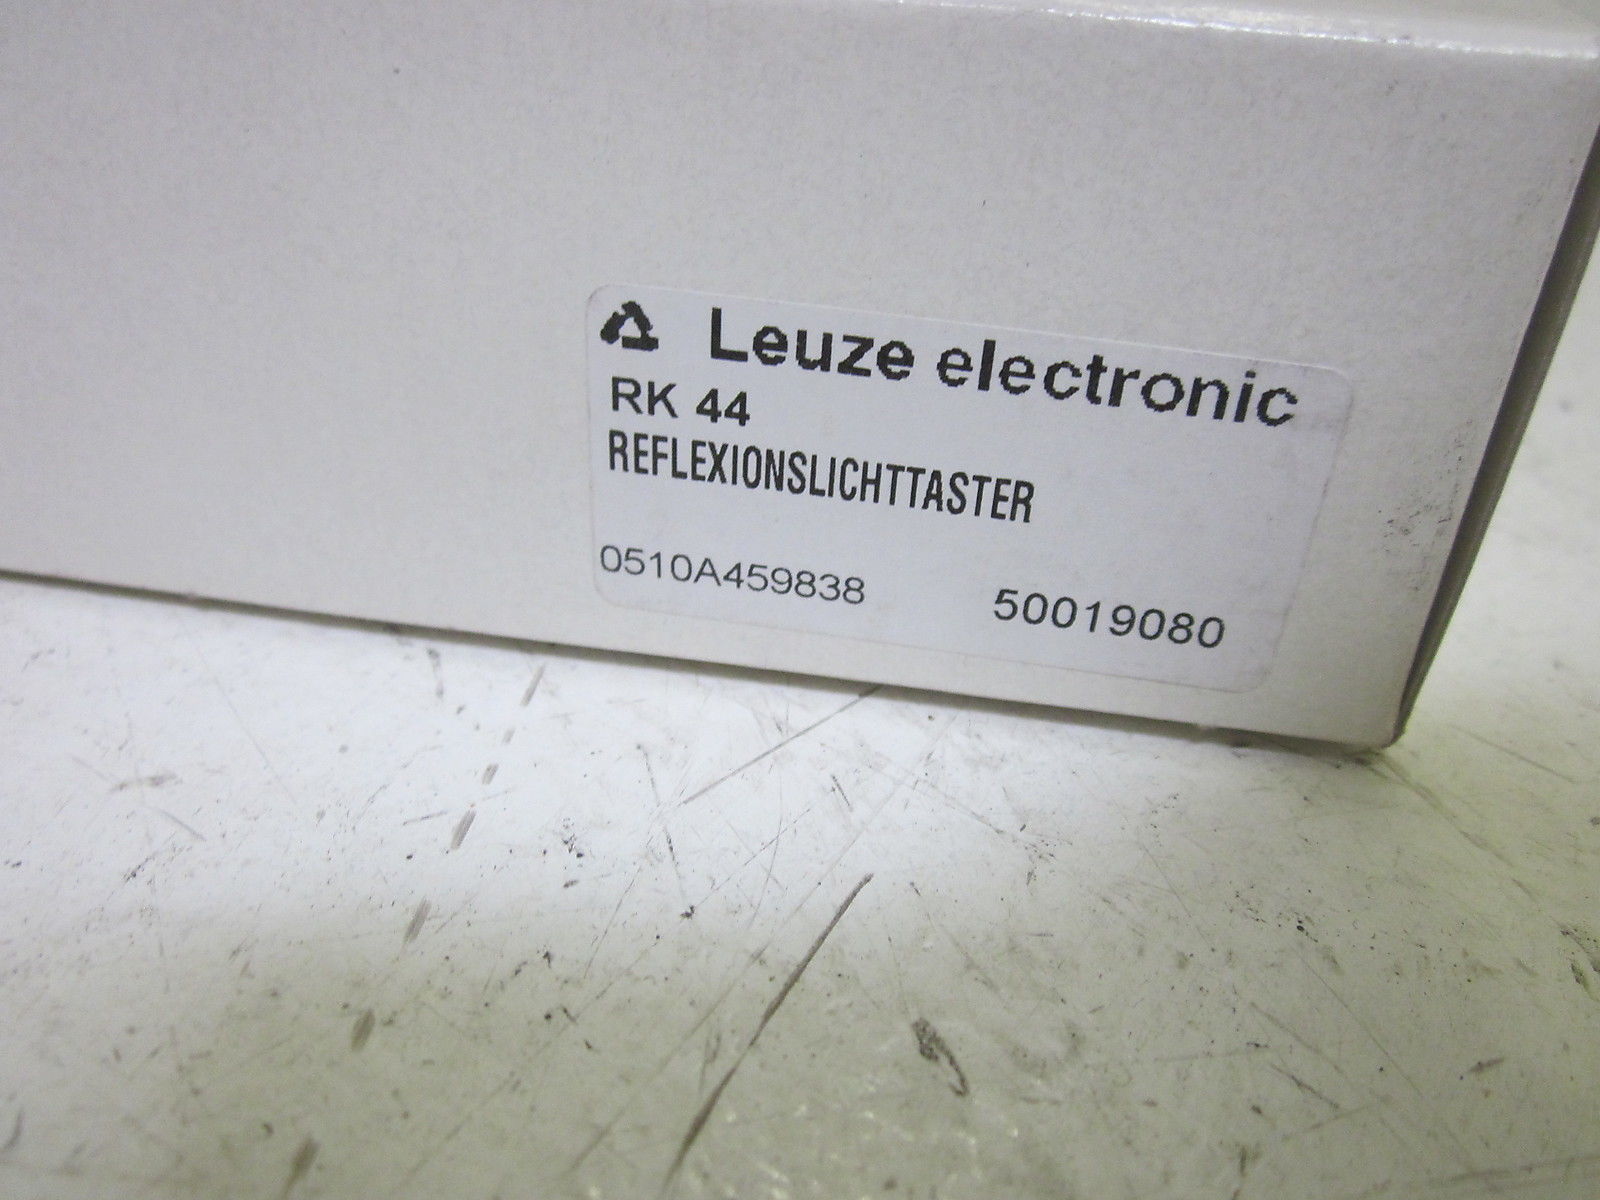 Leuze electronic
RK 44
REFLEXIONSLICHTTASTER
0510A459838 50019080